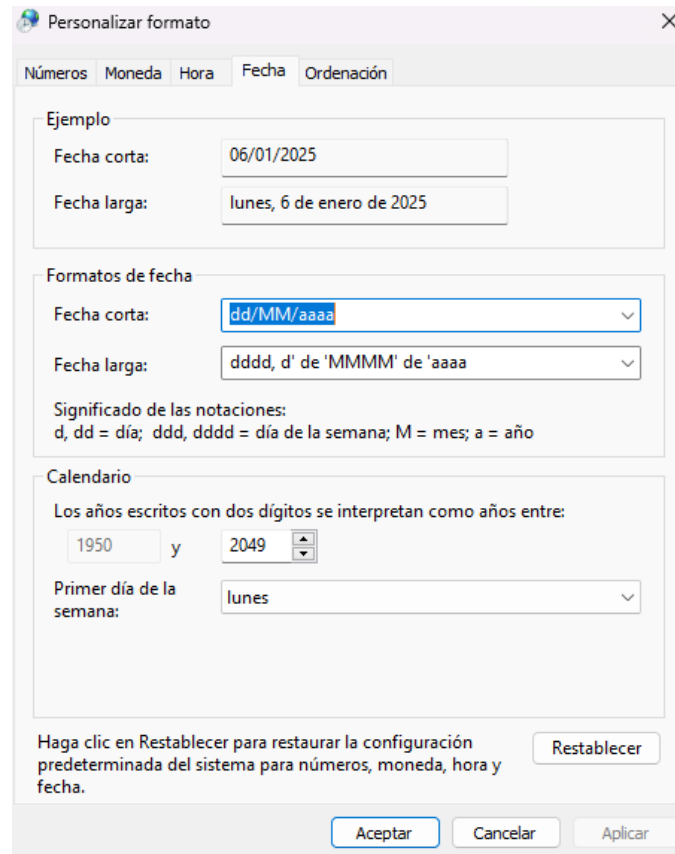 Personalizar formato
Números Moneda Hora Fecha Ordenación
Ejemplo
Fecha corta: 06/01/2025
Fecha larga: lunes, 6 de enero de 2025
Formatos de fecha
Fecha corta: dd/MM/aaaa
Fecha larga: dddd, d' de 'MMMM' de 'aaaa
Significado de las notaciones:
d, dd = día; ddd, dddd = día de la semana; M = mes; a = año
Calendario
Los años escritos con dos dígitos se interpretan como años entre:
1950 y 2049
Primer día de la
semana: lunes
Haga clic en Restablecer para restaurar la configuración
predeterminada del sistema para números, moneda, hora y
fecha.
Restablecer
Aceptar Cancelar Aplicar